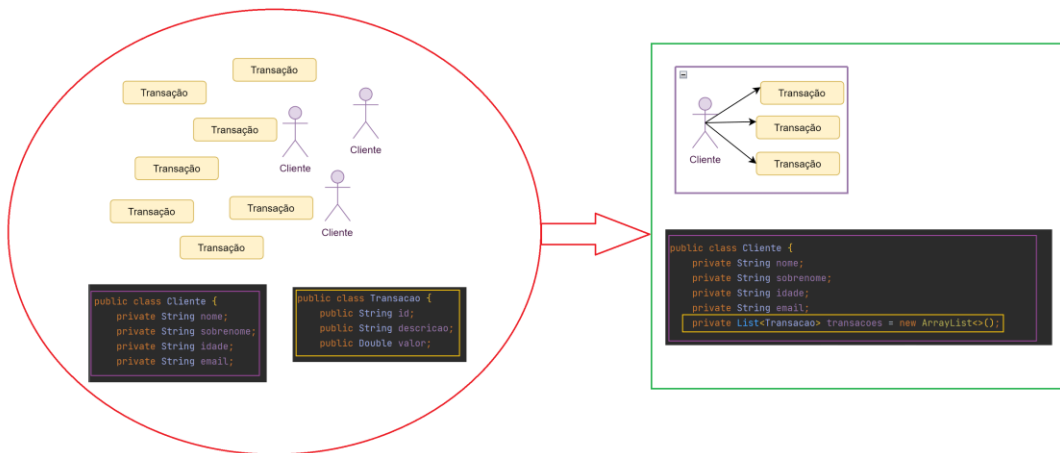 Transação
Transação
Transação
Cliente
Cliente
Transação
Transação
Transação
Cliente
Transação
public class Cliente {
private String nome;
private String sobrenome;
private String idade;
private String email;
public class Transacao {
public String id;
public String descricao;
public Double valor;
Transação
Transação
Transação
Cliente
public class Cliente {
private String nome;
private String sobrenome;
private String idade;
private String email;
private List<Transacao> transacoes = new ArrayList<>();